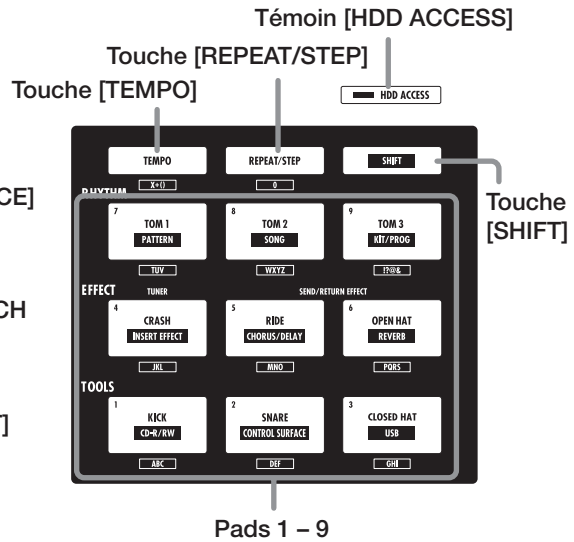 Témoin [HDD ACCESS]
Touche [REPEAT/STEP]
Touche [TEMPO]
HDD ACCESS
TEMPO
REPEAT/STEP
SHIFT
X+()
0
RHYTHM
CE]
Touche
[SHIFT]
7
TOM 1
PATTERN
8
TOM 2
SONG
9
TOM 3
KIT/PROG
TUV
WXYZ
!?@&
EFFECT
TUNER
SEND/RETURN EFFECT
CH
4
CRASH
INSERT EFFECT
5
RIDE
CHORUS/DELAY
6
OPEN HAT
REVERB
JKL
MNO
PQRS
TOOLS
]
1
KICK
CD-R/RW
2
SNARE
CONTROL SURFACE
3
CLOSED HAT
USB
ABC
DEF
GHI
Pads 1 – 9